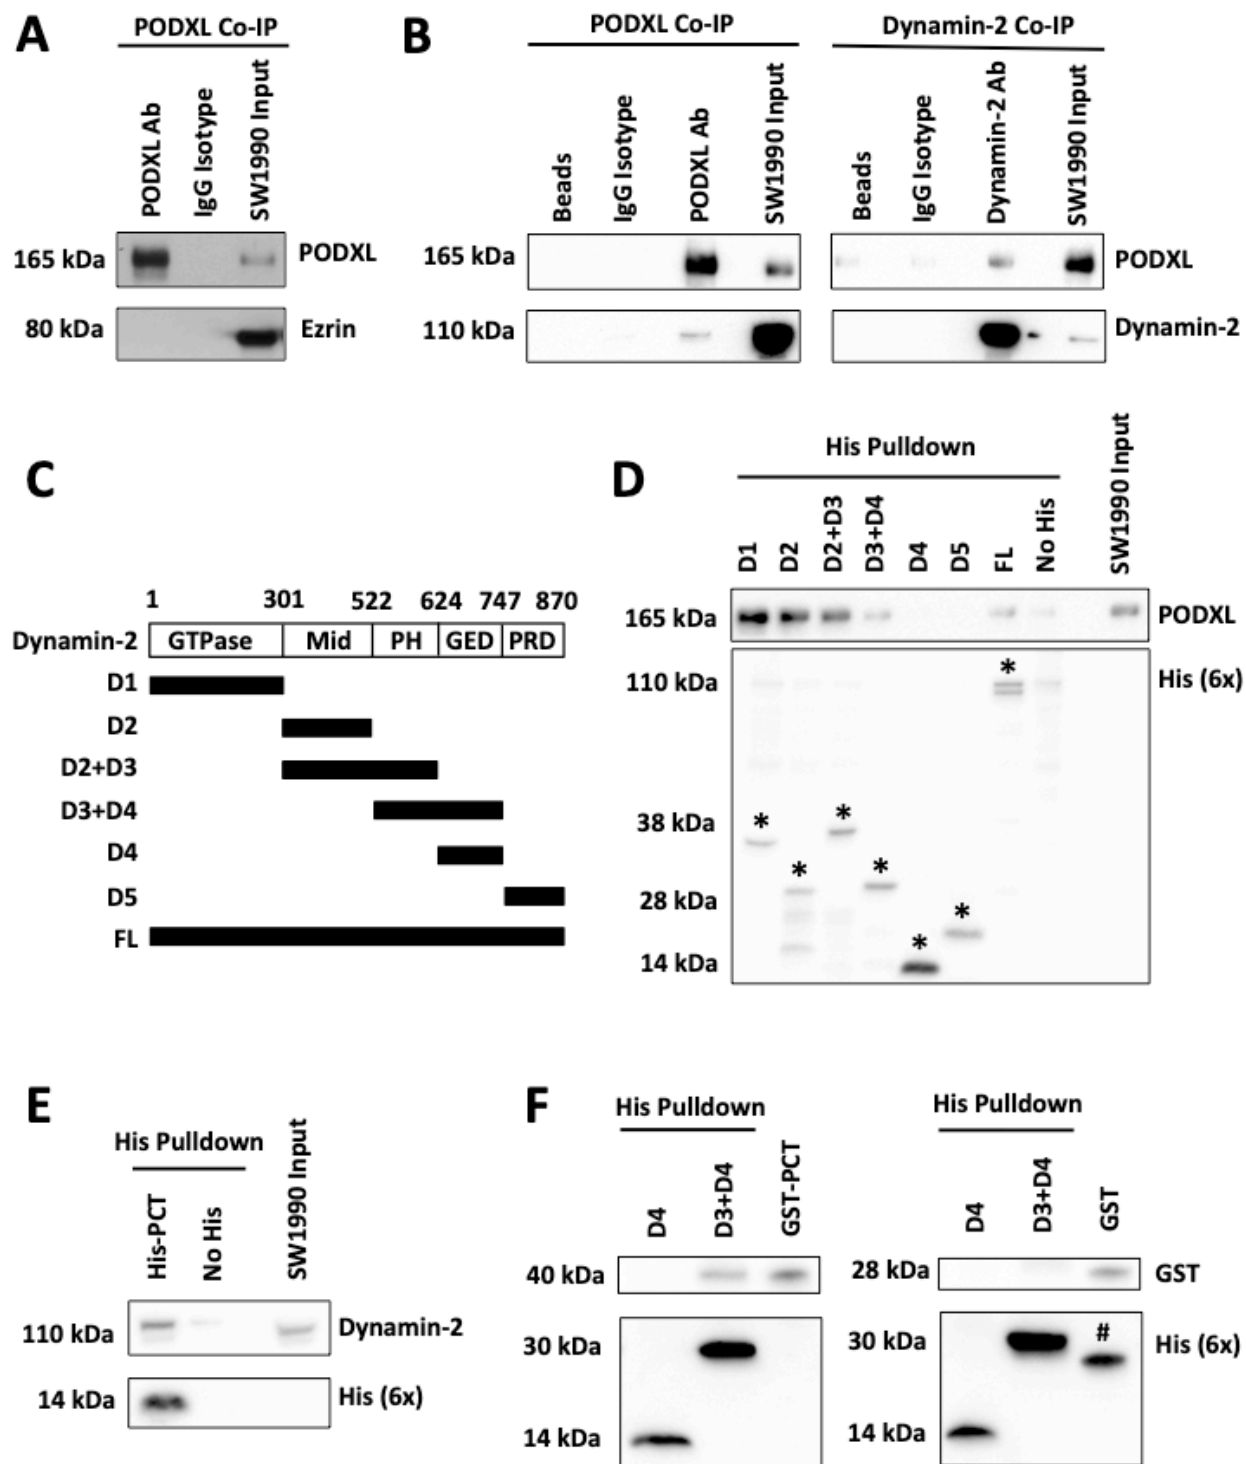 A
PODXL Co-IP
PODXL Ab
IgG Isotype
SW1990 Input
165 kDa
PODXL
80 kDa
Ezrin
B
PODXL Co-IP
Dynamin-2 Co-IP
Beads
IgG Isotype
PODXL Ab
SW1990 Input
Beads
IgG Isotype
Dynamin-2 Ab
SW1990 Input
165 kDa
PODXL
110 kDa
Dynamin-2
C
1 301 522 624 747 870
Dynamin-2 GTPase Mid PH GED PRD
D1
D2
D2+D3
D3+D4
D4
D5
FL
D
His Pulldown
D1
D2
D2+D3
D3+D4
D4
D5
FL
No His
SW1990 Input
165 kDa
PODXL
110 kDa
His (6x)
*
38 kDa
*
*
*
28 kDa
*
*
*
14 kDa
E
His Pulldown
His-PCT
No His
SW1990 Input
110 kDa
Dynamin-2
14 kDa
His (6x)
F
His Pulldown
D4
D3+D4
GST-PCT
40 kDa
30 kDa
14 kDa
His Pulldown
D4
D3+D4
GST
28 kDa
GST
30 kDa
#
His (6x)
14 kDa